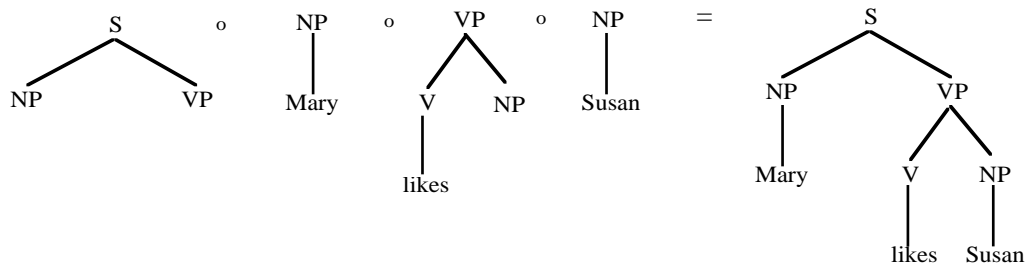 S o NP o VP o NP = S
NP VP Mary V NP Susan NP VP
likes Mary V NP
likes Susan